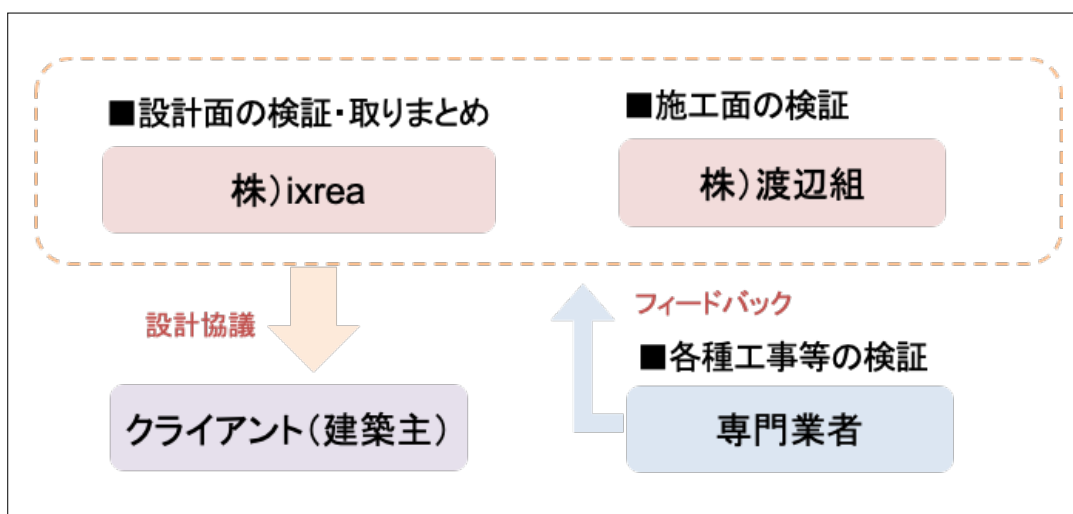 ■設計面の検証・取りまとめ
株）ixrea
■施工面の検証
株）渡辺組
設計協議
フィードバック
■各種工事等の検証
クライアント（建築主）
専門業者